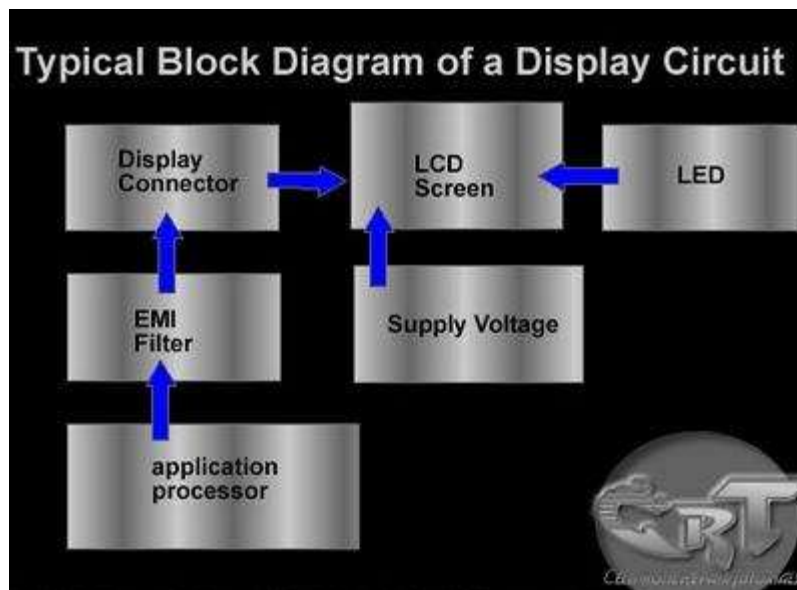 Typical Block Diagram of a Display Circuit
Display
Connector
LCD
Screen
LED
EMI
Filter
Supply Voltage
application
processor
CRT